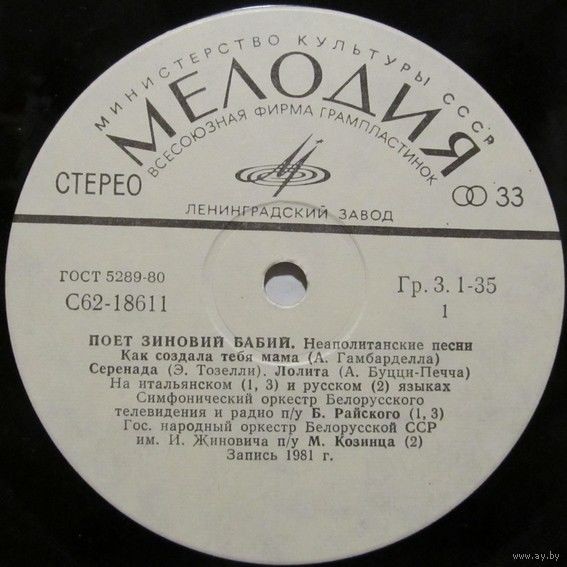 МИНИСТЕРСТВО КУЛЬТУРЫ СССР
МЕЛОДИЯ
ВСЕСОЮЗНАЯ ФИРМА ГРАМПЛАСТИНОК
СТЕРЕО
33
ЛЕНИНГРАДСКИЙ ЗАВОД
ГОСТ 5289-80
Гр. 3. 1-35
С62-18611
1
ПОЕТ ЗИНОВИЙ БАБИЙ. Неаполитанские песни
Как создала тебя мама (А. Гамбарделла)
Серенада (Э. Тозелли). Лолита (А. Буцци-Печча)
На итальянском (1, 3) и русском (2) языках
Симфонический оркестр Белорусского
телевидения и радио п/у Б. Райского (1, 3)
Гос. народный оркестр Белорусской ССР
им. И. Жиновича п/у М. Козинца (2)
Запись 1981 г.
www.ay.by